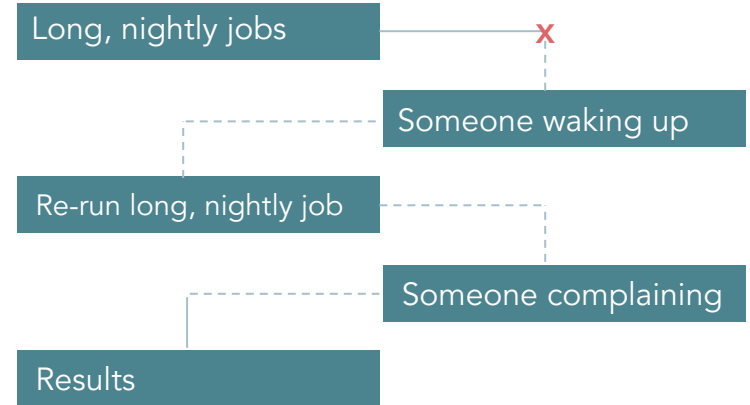 Long, nightly jobs
x
Someone waking up
Re-run long, nightly job
Someone complaining
Results